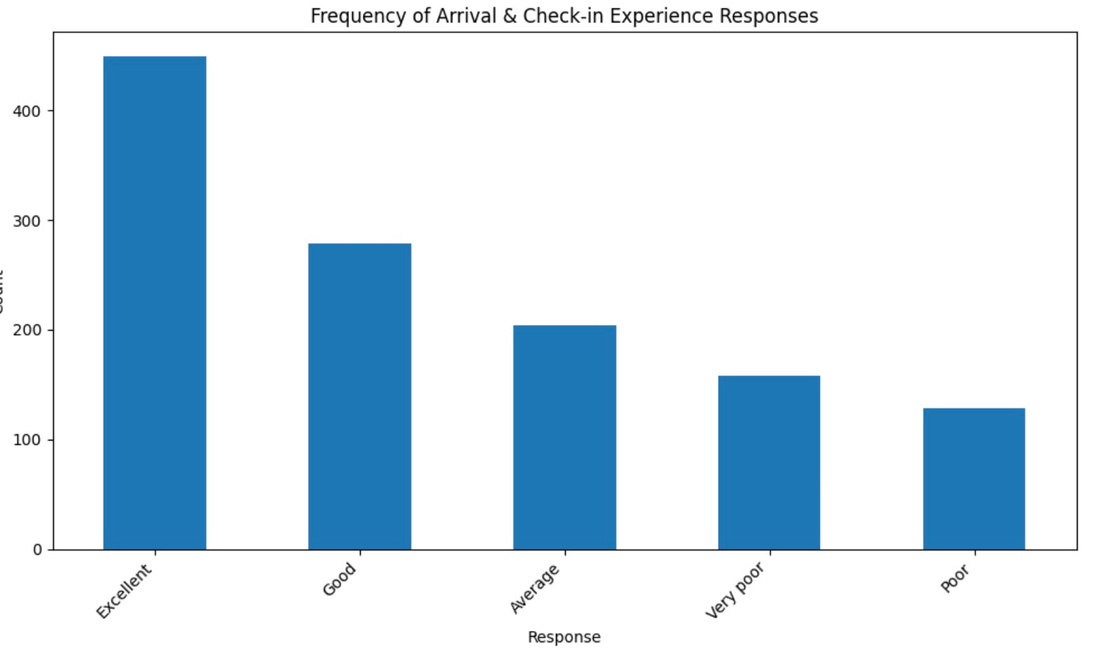 Frequency of Arrival & Check-in Experience Responses
400
300
200
100
0
Excellent
Good
Average
Very poor
Poor
Response